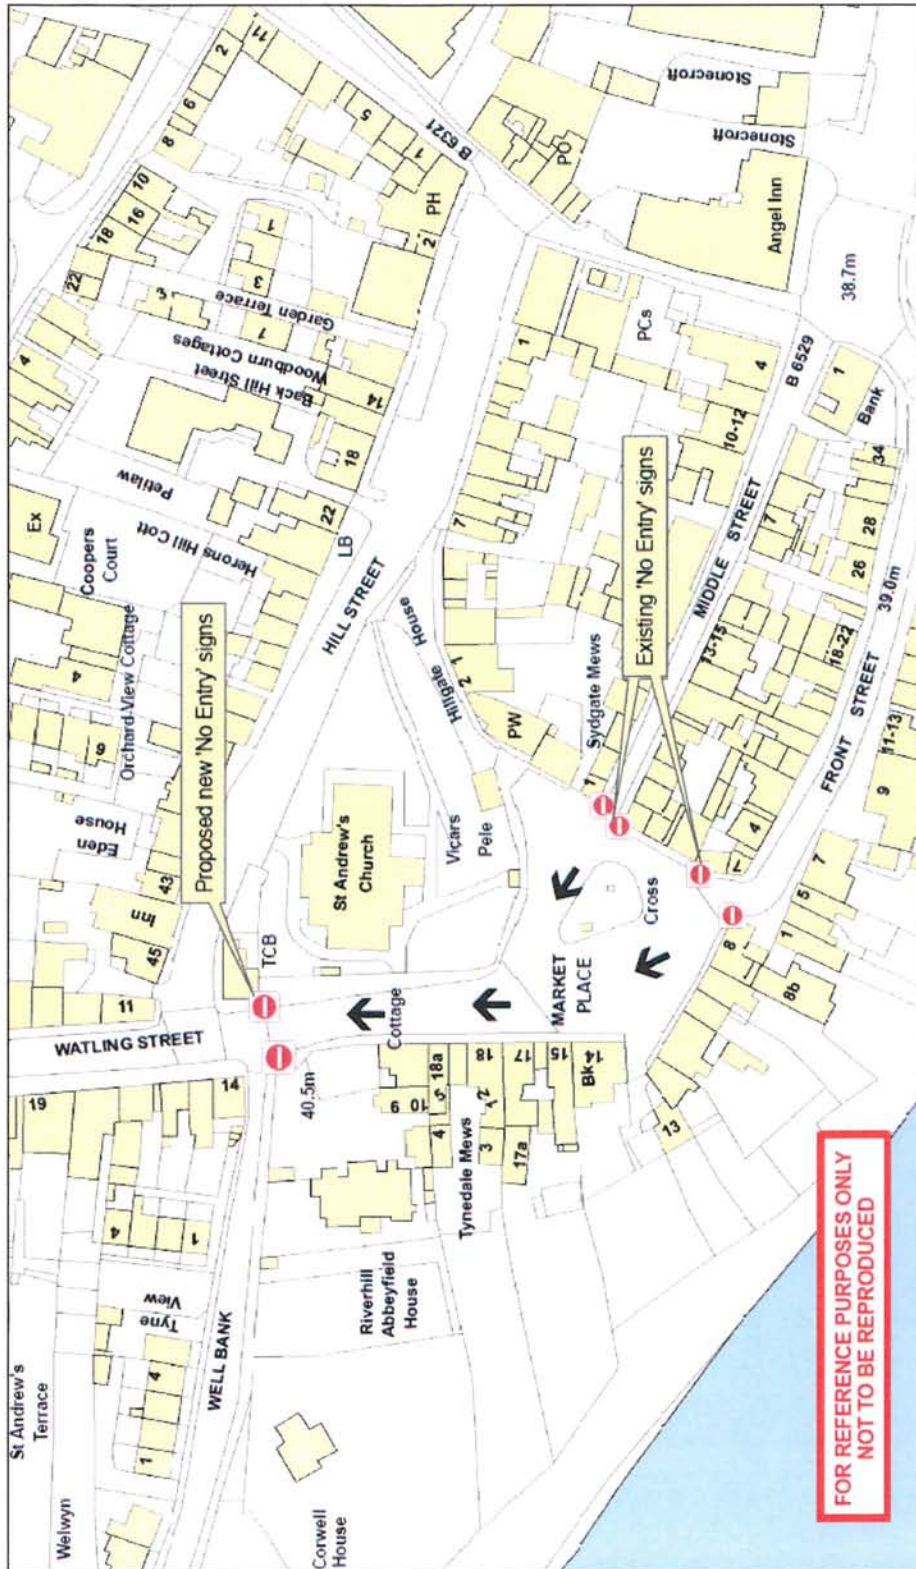 St Andrew's
Terrace
19
WATLING STREET
11
45
Inn
43
Eden
House
6
Orchard View Cottage
4
Coopers
Court
Ex
Herons Hill Cott
Petilaw
4
22
18
16
10
8
6
2
11
Welwyn
1
4
Tyne
View
4
1
14
Proposed new 'No Entry' signs
Back Hill Street
Woodburn Cottages
1
Garden Terrace
3
1
5
1
B 6321
WELL BANK
TCB
HILL STREET
LB
22
18
14
2
PH
Corwell
House
Riverhill
Abbeyfield
House
40.5m
Cottage
St Andrew's
Church
Vicars
Pele
Hillgate House
7
1
PO
Stonecroft
Stonecroft
9
10
18a
4
5
Tynedale Mews
3
2
18
17
17a
15
14
Bk
MARKET
PLACE
Cross
PW
2
1
Sydgate Mews
1
Existing 'No Entry' signs
PCs
10-12
4
MIDDLE STREET
B 6529
Angel Inn
38.7m
13
8
8b
1
5
7
7
4
13-15
7
18-22
26
28
34
1
Bank
FRONT STREET
39.0m
9
11-13
FOR REFERENCE PURPOSES ONLY
NOT TO BE REPRODUCED